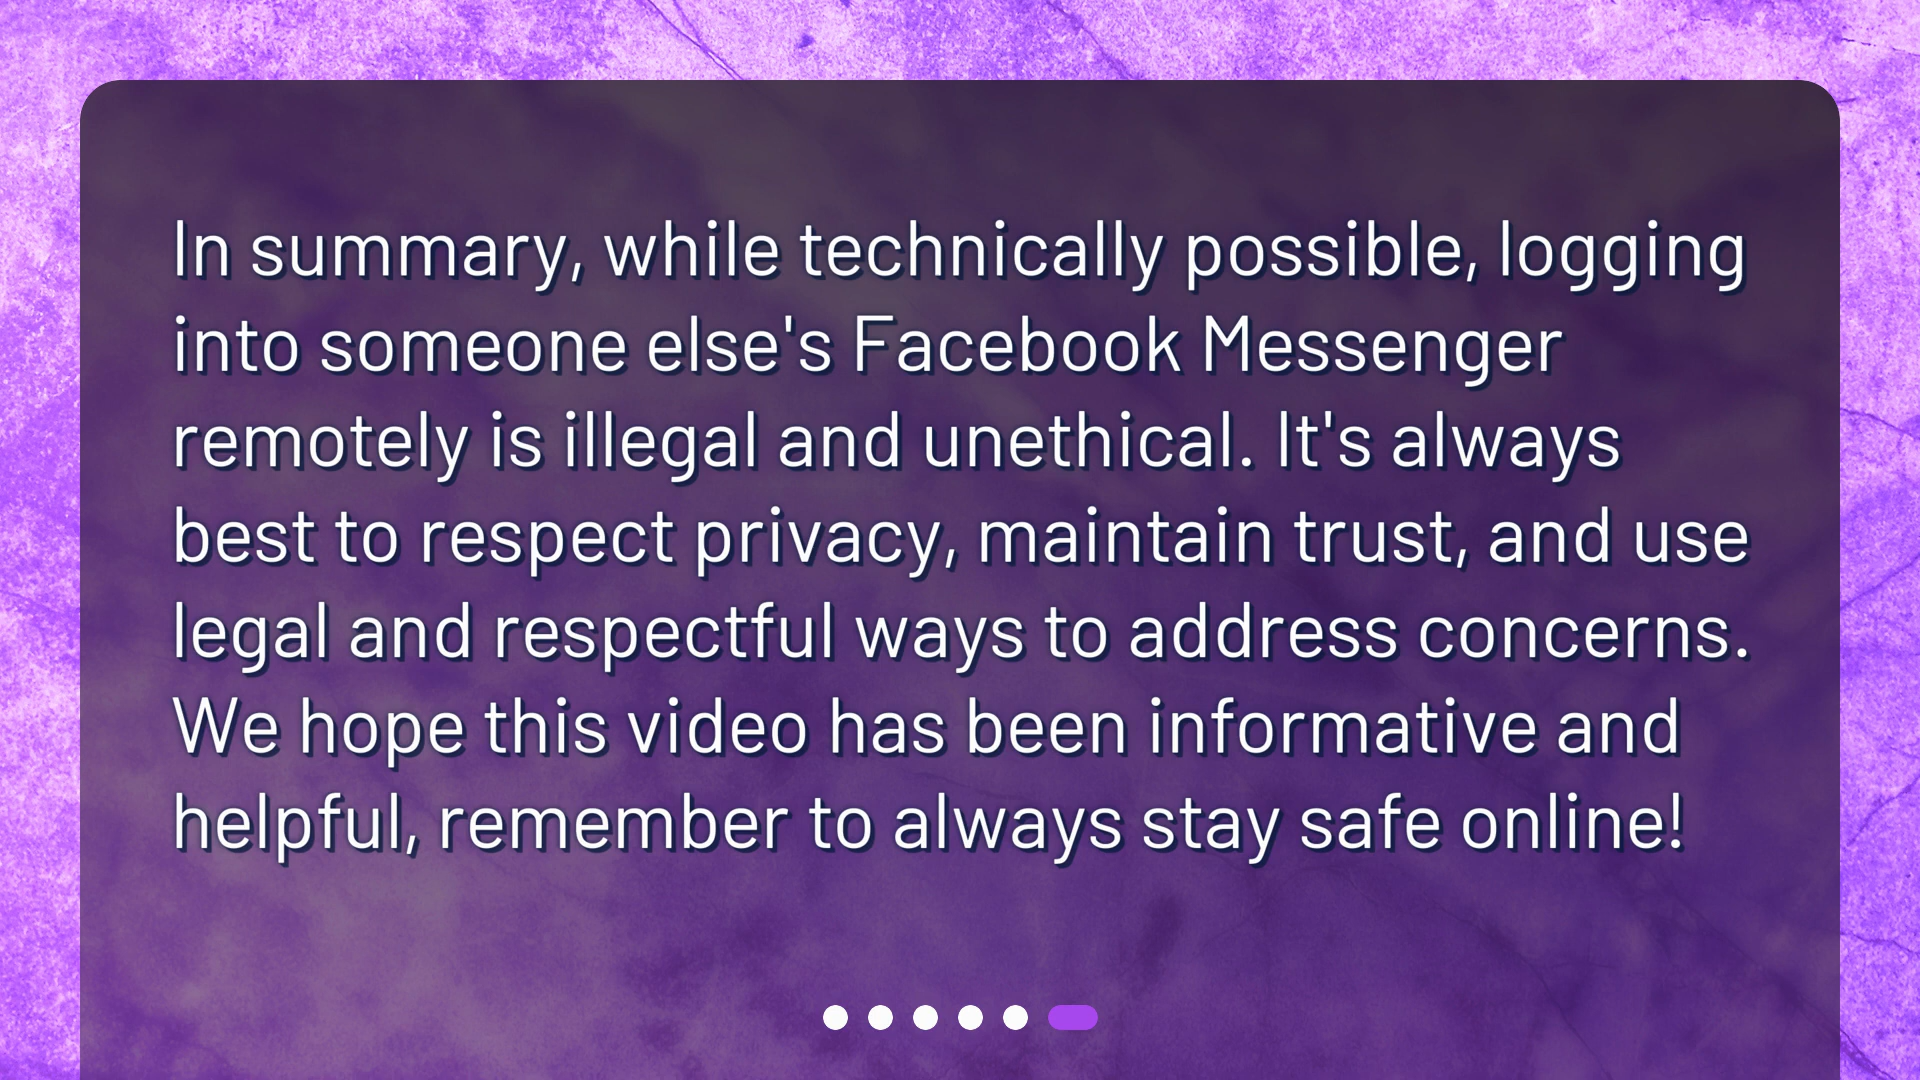 In summary, while technically possible, logging
into someone else's Facebook Messenger
remotely is illegal and unethical. It's always
best to respect privacy, maintain trust, and use
legal and respectful ways to address concerns.
We hope this video has been informative and
helpful, remember to always stay safe online!